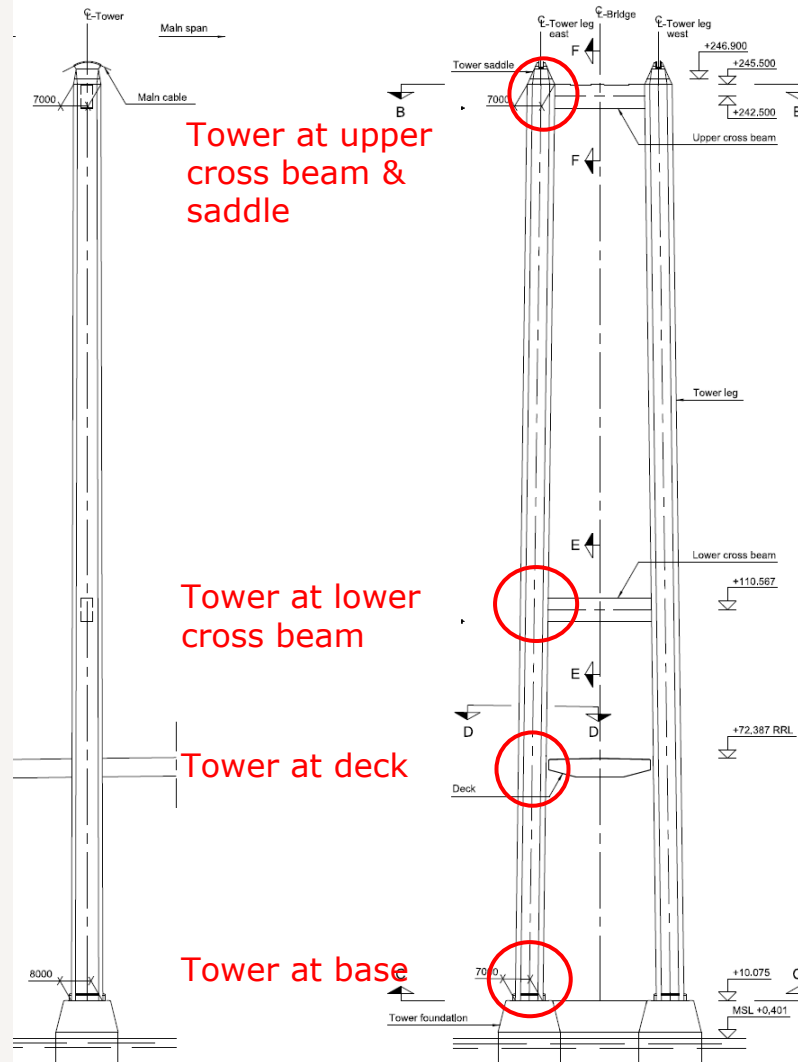 ℄-Tower
Main span
Main cable
7000
8000
Tower at upper
cross beam &
saddle
Tower at lower
cross beam
Tower at deck
Tower at base
℄-Tower leg
east
℄-Bridge
℄-Tower leg
west
F
Tower saddle
+246.900
+245.500
B
7000
+242.500
Upper cross beam
F
Tower leg
E
Lower cross beam
+110.567
E
D
D
+72,387 RRL
Deck
7000
C
+10.075
Tower foundation
MSL +0,401